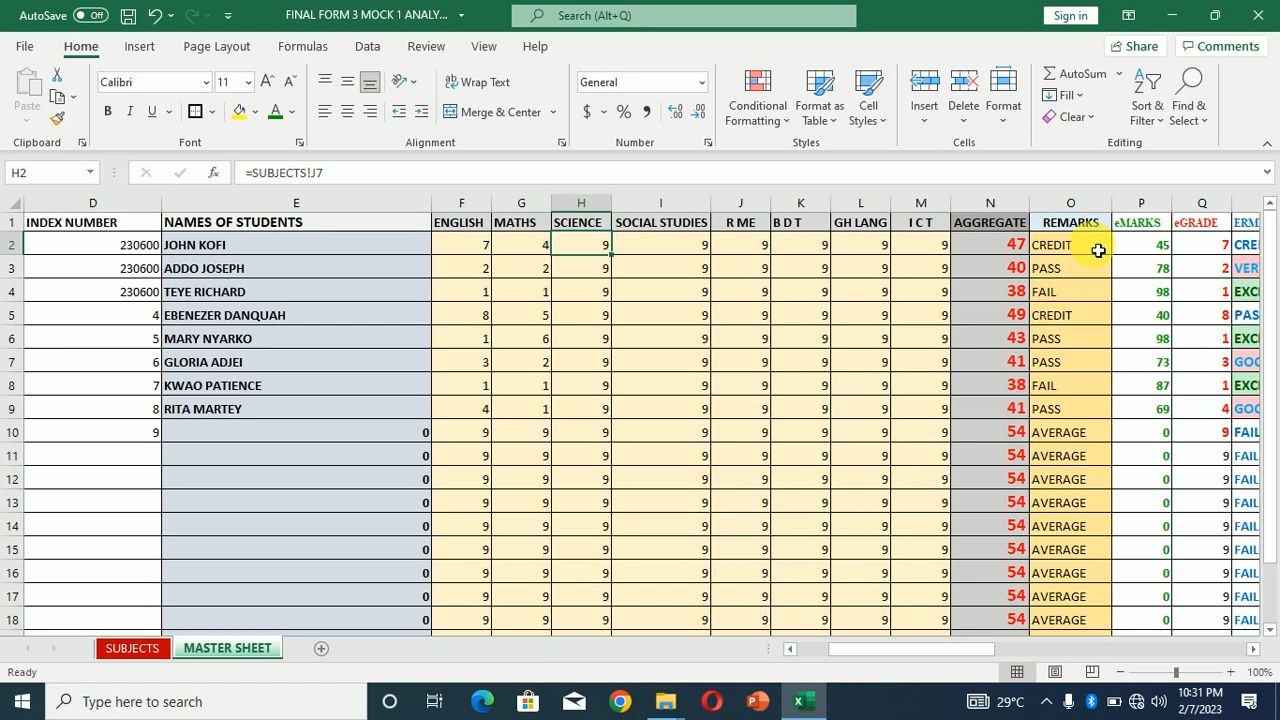 AutoSave Off FINAL FORM 3 MOCK 1 ANALY... Search (Alt+Q) Sign in
File Home Insert Page Layout Formulas Data Review View Help Share Comments
Paste Calibri 11 A A Wrap Text General Conditional Formatting Format as Table Cell Styles Insert Delete Format AutoSum Fill Clear Sort & Filter Find & Select
B I U A Merge & Center $ % 9
Clipboard Font Alignment Number Styles Cells Editing
H2 fx =SUBJECTS!J7
D E F G H I J K L M N O P Q
1 INDEX NUMBER NAMES OF STUDENTS ENGLISH MATHS SCIENCE SOCIAL STUDIES R ME B D T GH LANG I C T AGGREGATE REMARKS eMARKS eGRADE ERM
2 230600 JOHN KOFI 7 4 9 9 9 9 9 9 47 CREDIT 45 7 CRE
3 230600 ADDO JOSEPH 2 2 9 9 9 9 9 9 40 PASS 78 2 VER
4 230600 TEYE RICHARD 1 1 9 9 9 9 9 9 38 FAIL 98 1 EXC
5 4 EBENEZER DANQUAH 8 5 9 9 9 9 9 9 49 CREDIT 40 8 PAS
6 5 MARY NYARKO 1 6 9 9 9 9 9 9 43 PASS 98 1 EXC
7 6 GLORIA ADJEI 3 2 9 9 9 9 9 9 41 PASS 73 3 GOO
8 7 KWAO PATIENCE 1 1 9 9 9 9 9 9 38 FAIL 87 1 EXC
9 8 RITA MARTEY 4 1 9 9 9 9 9 9 41 PASS 69 4 GOO
10 9 0 9 9 9 9 9 9 9 9 54 AVERAGE 0 9 FAIL
11 0 9 9 9 9 9 9 9 9 54 AVERAGE 0 9 FAIL
12 0 9 9 9 9 9 9 9 9 54 AVERAGE 0 9 FAIL
13 0 9 9 9 9 9 9 9 9 54 AVERAGE 0 9 FAIL
14 0 9 9 9 9 9 9 9 9 54 AVERAGE 0 9 FAIL
15 0 9 9 9 9 9 9 9 9 54 AVERAGE 0 9 FAIL
16 0 9 9 9 9 9 9 9 9 54 AVERAGE 0 9 FAIL
17 0 9 9 9 9 9 9 9 9 54 AVERAGE 0 9 FAIL
18 0 9 9 9 9 9 9 9 9 54 AVERAGE 0 9 FAIL
SUBJECTS MASTER SHEET
Ready 100%
Type here to search 29°C 10:31 PM
2/7/2023